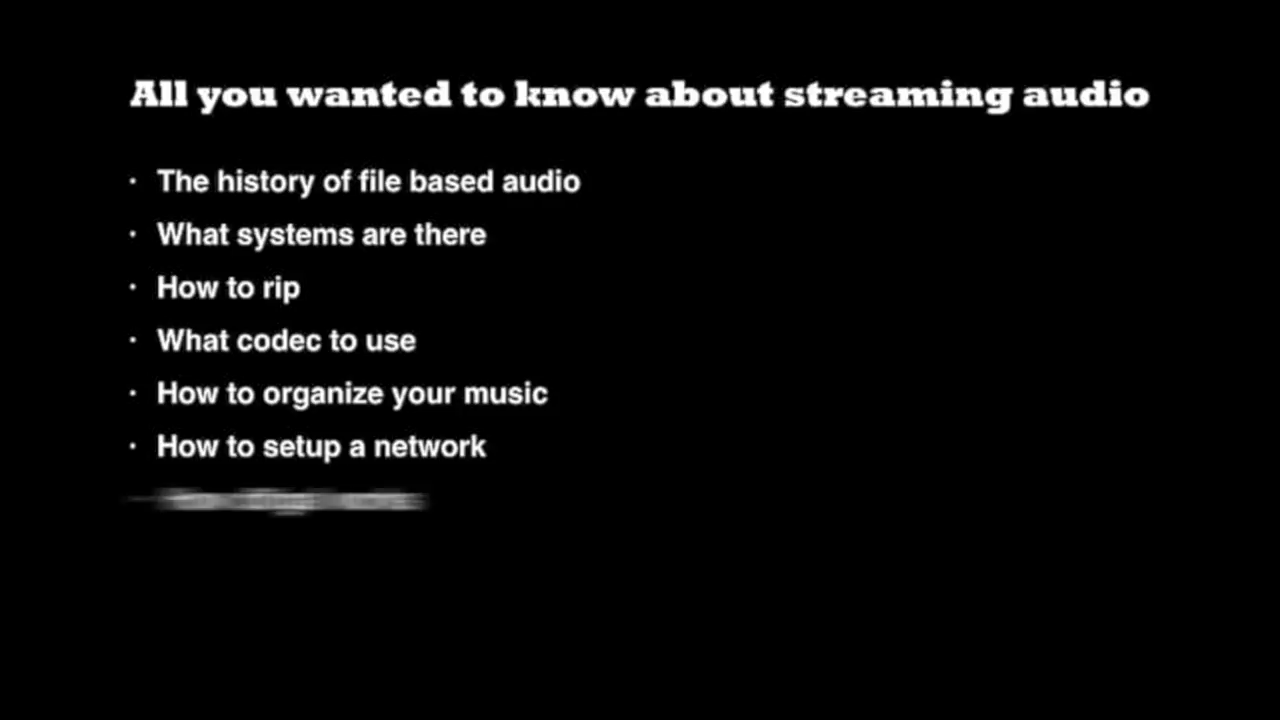 All you wanted to know about streaming audio
· The history of file based audio
· What systems are there
· How to rip
· What codec to use
· How to organize your music
· How to setup a network